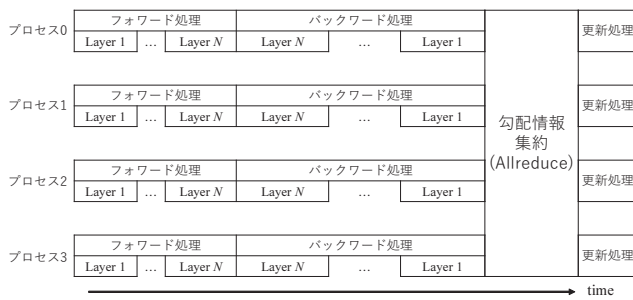 フォワード処理 バックワード処理
プロセス0 更新処理
Layer 1 … Layer N Layer N … Layer 1
フォワード処理 バックワード処理
プロセス1 更新処理
Layer 1 … Layer N Layer N … Layer 1
勾配情報
集約
(Allreduce)
フォワード処理 バックワード処理
プロセス2 更新処理
Layer 1 … Layer N Layer N … Layer 1
フォワード処理 バックワード処理
プロセス3 更新処理
Layer 1 … Layer N Layer N … Layer 1
time